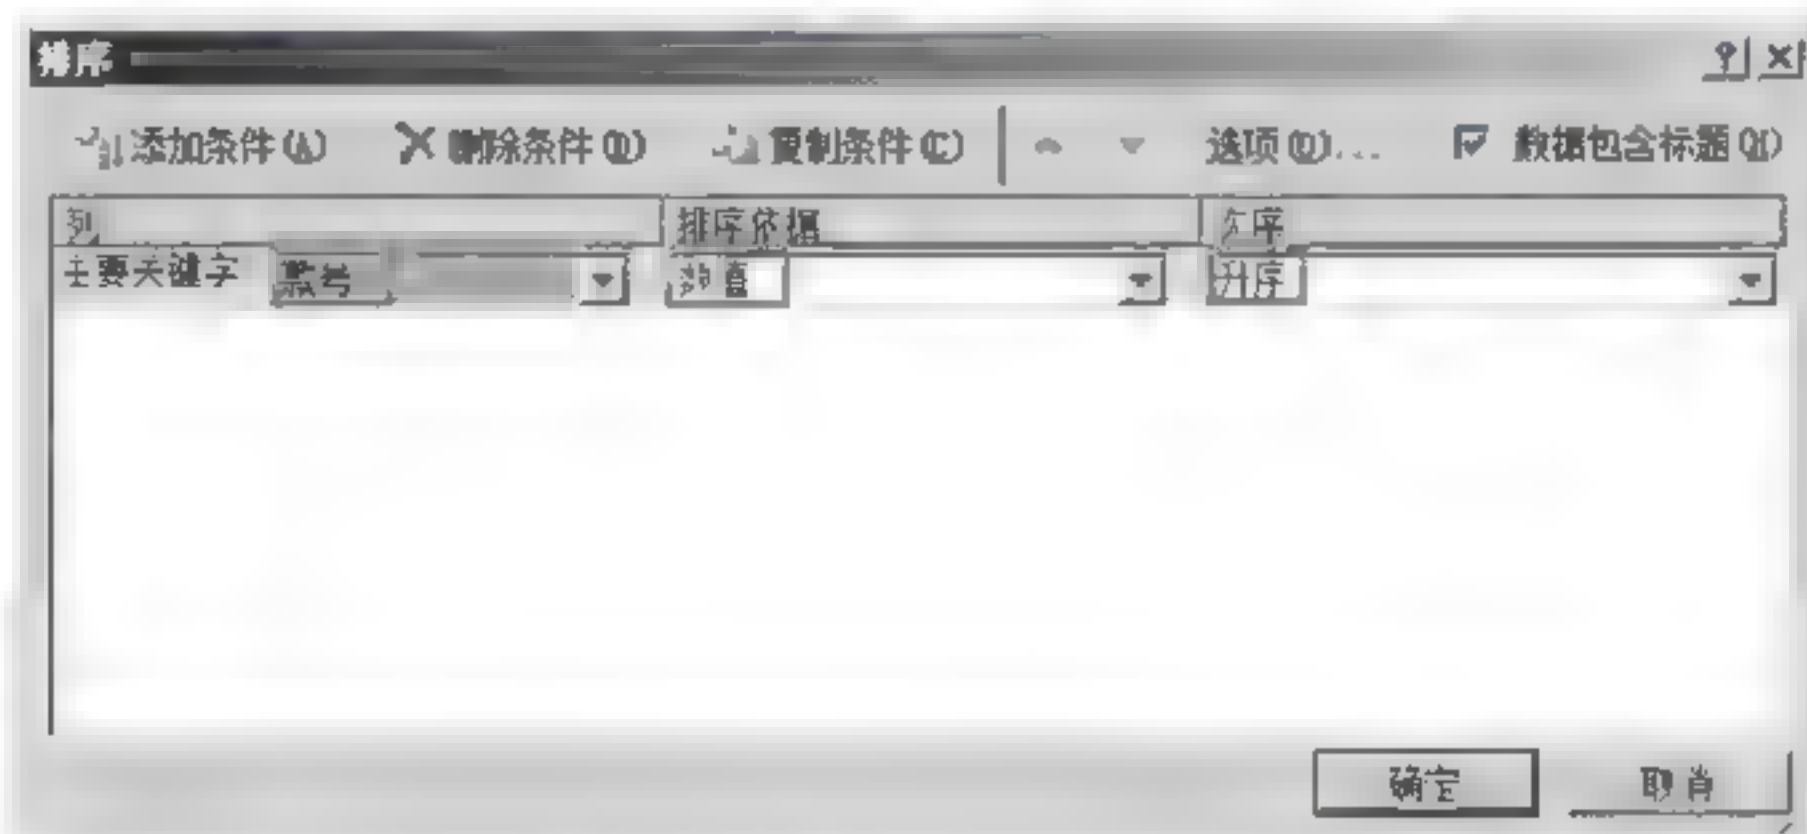 排序
添加条件(A) 删除条件(D) 复制条件(C) 选项(O)... 数据包含标题(H)
列 排序依据 次序
主要关键字 款号 数值 升序
确定 取消